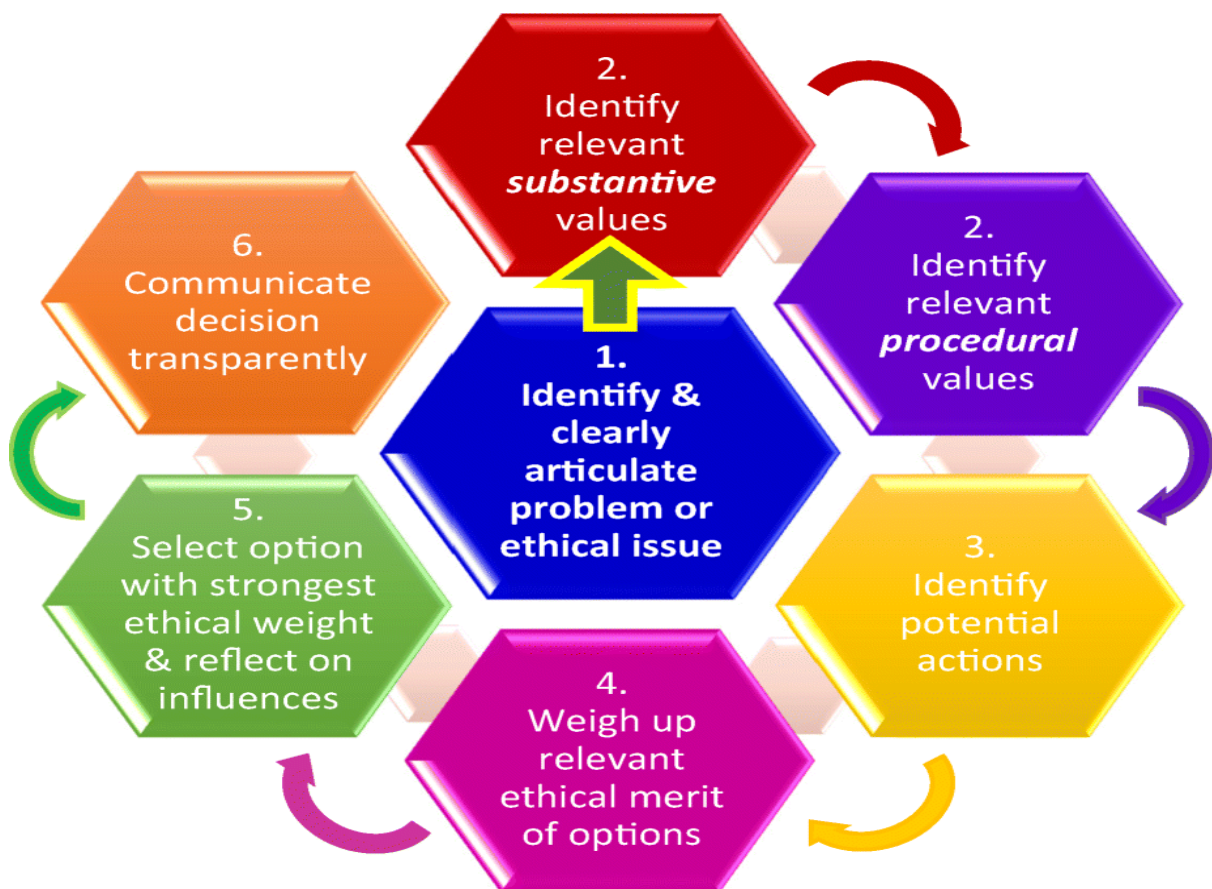 1.
Identify &
clearly
articulate
problem or
ethical issue
2.
Identify
relevant
substantive
values
2.
Identify
relevant
procedural
values
3.
Identify
potential
actions
4.
Weigh up
relevant
ethical merit
of options
5.
Select option
with strongest
ethical weight
& reflect on
influences
6.
Communicate
decision
transparently